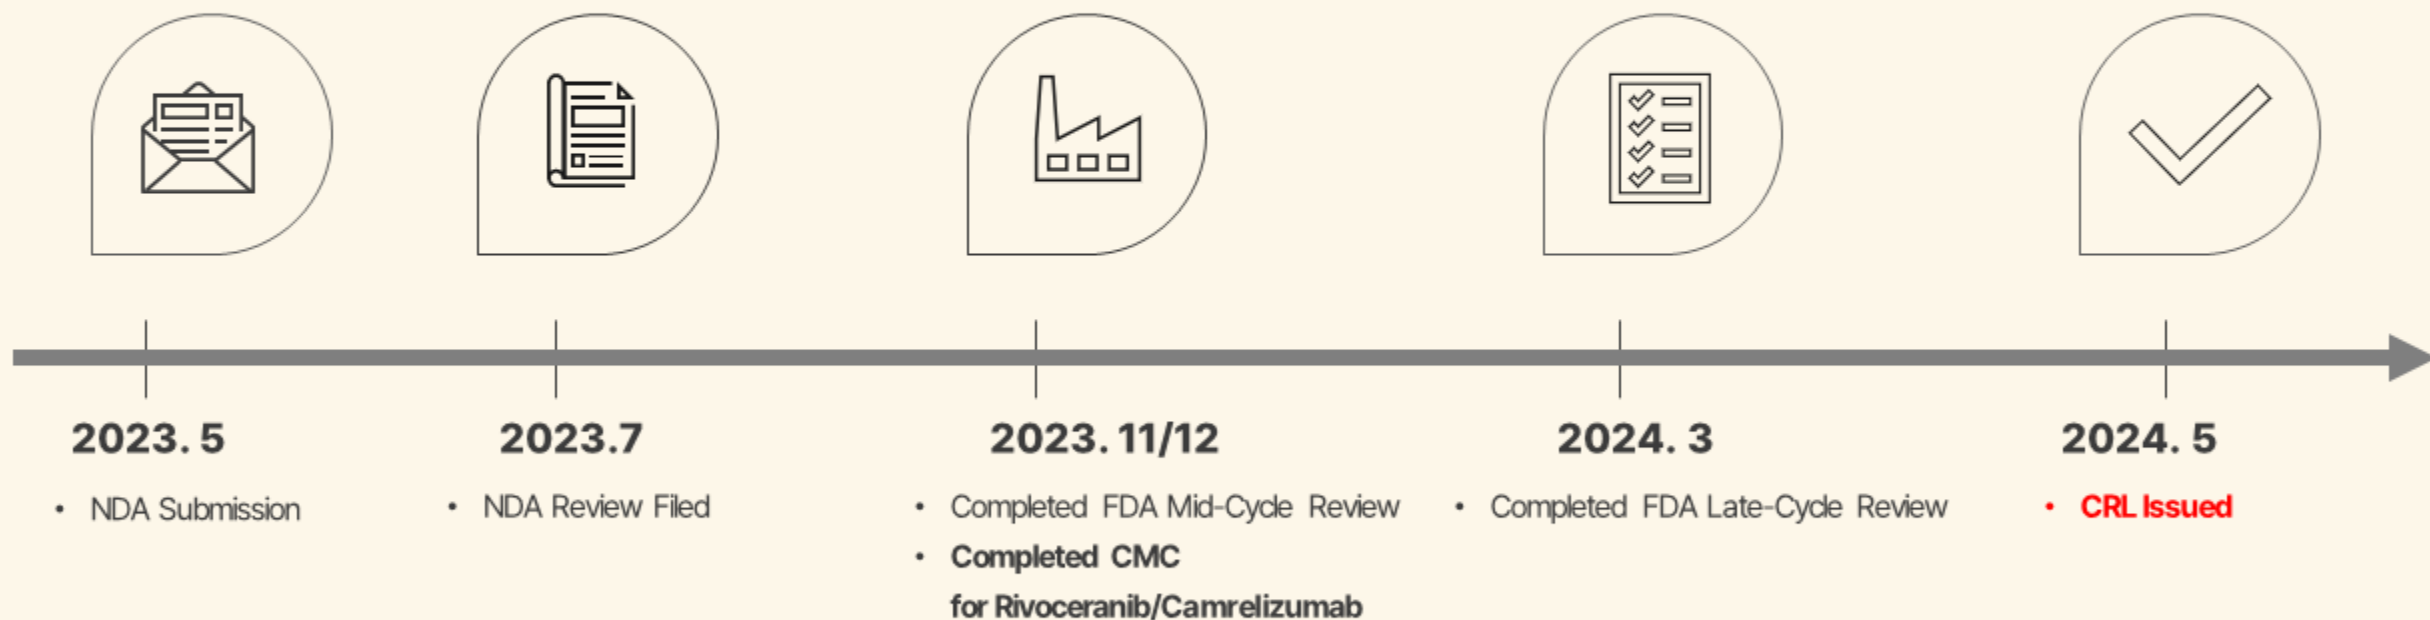 2023. 5
• NDA Submission
2023.7
• NDA Review Filed
2023. 11/12
• Completed FDA Mid-Cycle Review
• Completed CMC
for Rivoceranib/Camrelizumab
2024. 3
• Completed FDA Late-Cycle Review
2024. 5
• CRL Issued